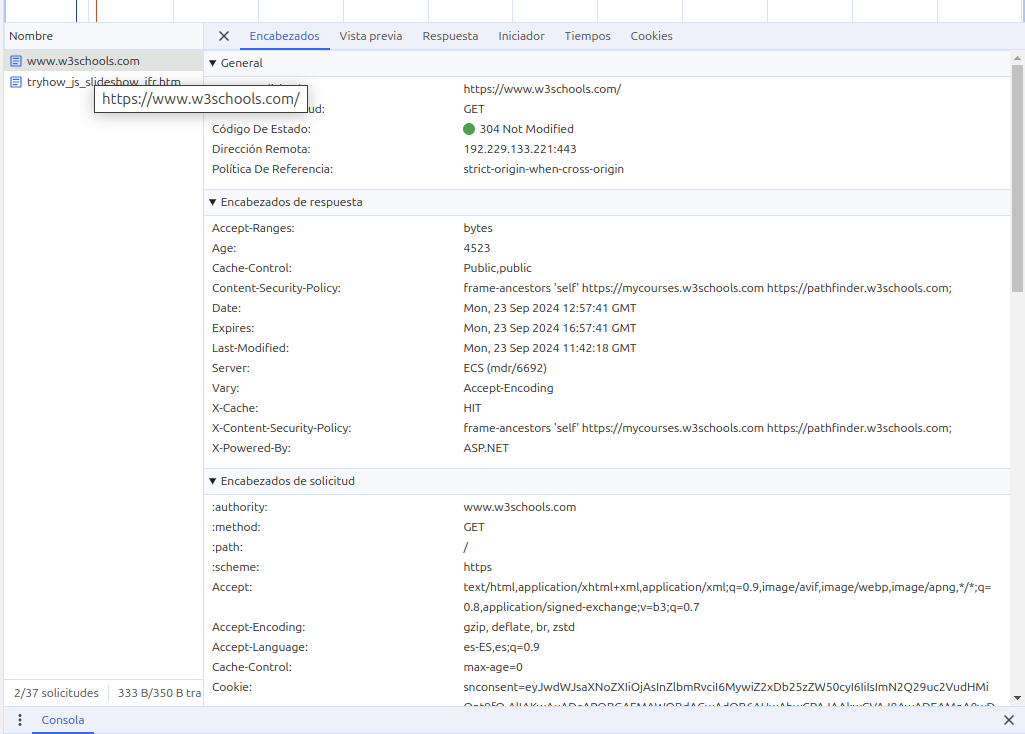 Nombre
Encabezados Vista previa Respuesta Iniciador Tiempos Cookies
www.w3schools.com
tryhow_js_slideshow_ifr.htm
https://www.w3schools.com/
General
https://www.w3schools.com/
ud: GET
Código De Estado: 304 Not Modified
Dirección Remota: 192.229.133.221:443
Política De Referencia: strict-origin-when-cross-origin
Encabezados de respuesta
Accept-Ranges: bytes
Age: 4523
Cache-Control: Public,public
Content-Security-Policy: frame-ancestors 'self' https://mycourses.w3schools.com https://pathfinder.w3schools.com;
Date: Mon, 23 Sep 2024 12:57:41 GMT
Expires: Mon, 23 Sep 2024 16:57:41 GMT
Last-Modified: Mon, 23 Sep 2024 11:42:18 GMT
Server: ECS (mdr/6692)
Vary: Accept-Encoding
X-Cache: HIT
X-Content-Security-Policy: frame-ancestors 'self' https://mycourses.w3schools.com https://pathfinder.w3schools.com;
X-Powered-By: ASP.NET
Encabezados de solicitud
:authority: www.w3schools.com
:method: GET
:path: /
:scheme: https
Accept: text/html,application/xhtml+xml,application/xml;q=0.9,image/avif,image/webp,image/apng,*/*;q=
0.8,application/signed-exchange;v=b3;q=0.7
Accept-Encoding: gzip, deflate, br, zstd
Accept-Language: es-ES,es;q=0.9
Cache-Control: max-age=0
Cookie: snconsent=eyJwdWJsaXNoZXIiOjAsInZlbmRvciI6MywiZ2xDb25zZW50cyI6IiIsImN2Q29uc2VudHMi
2/37 solicitudes 333 B/350 B tra
Consola